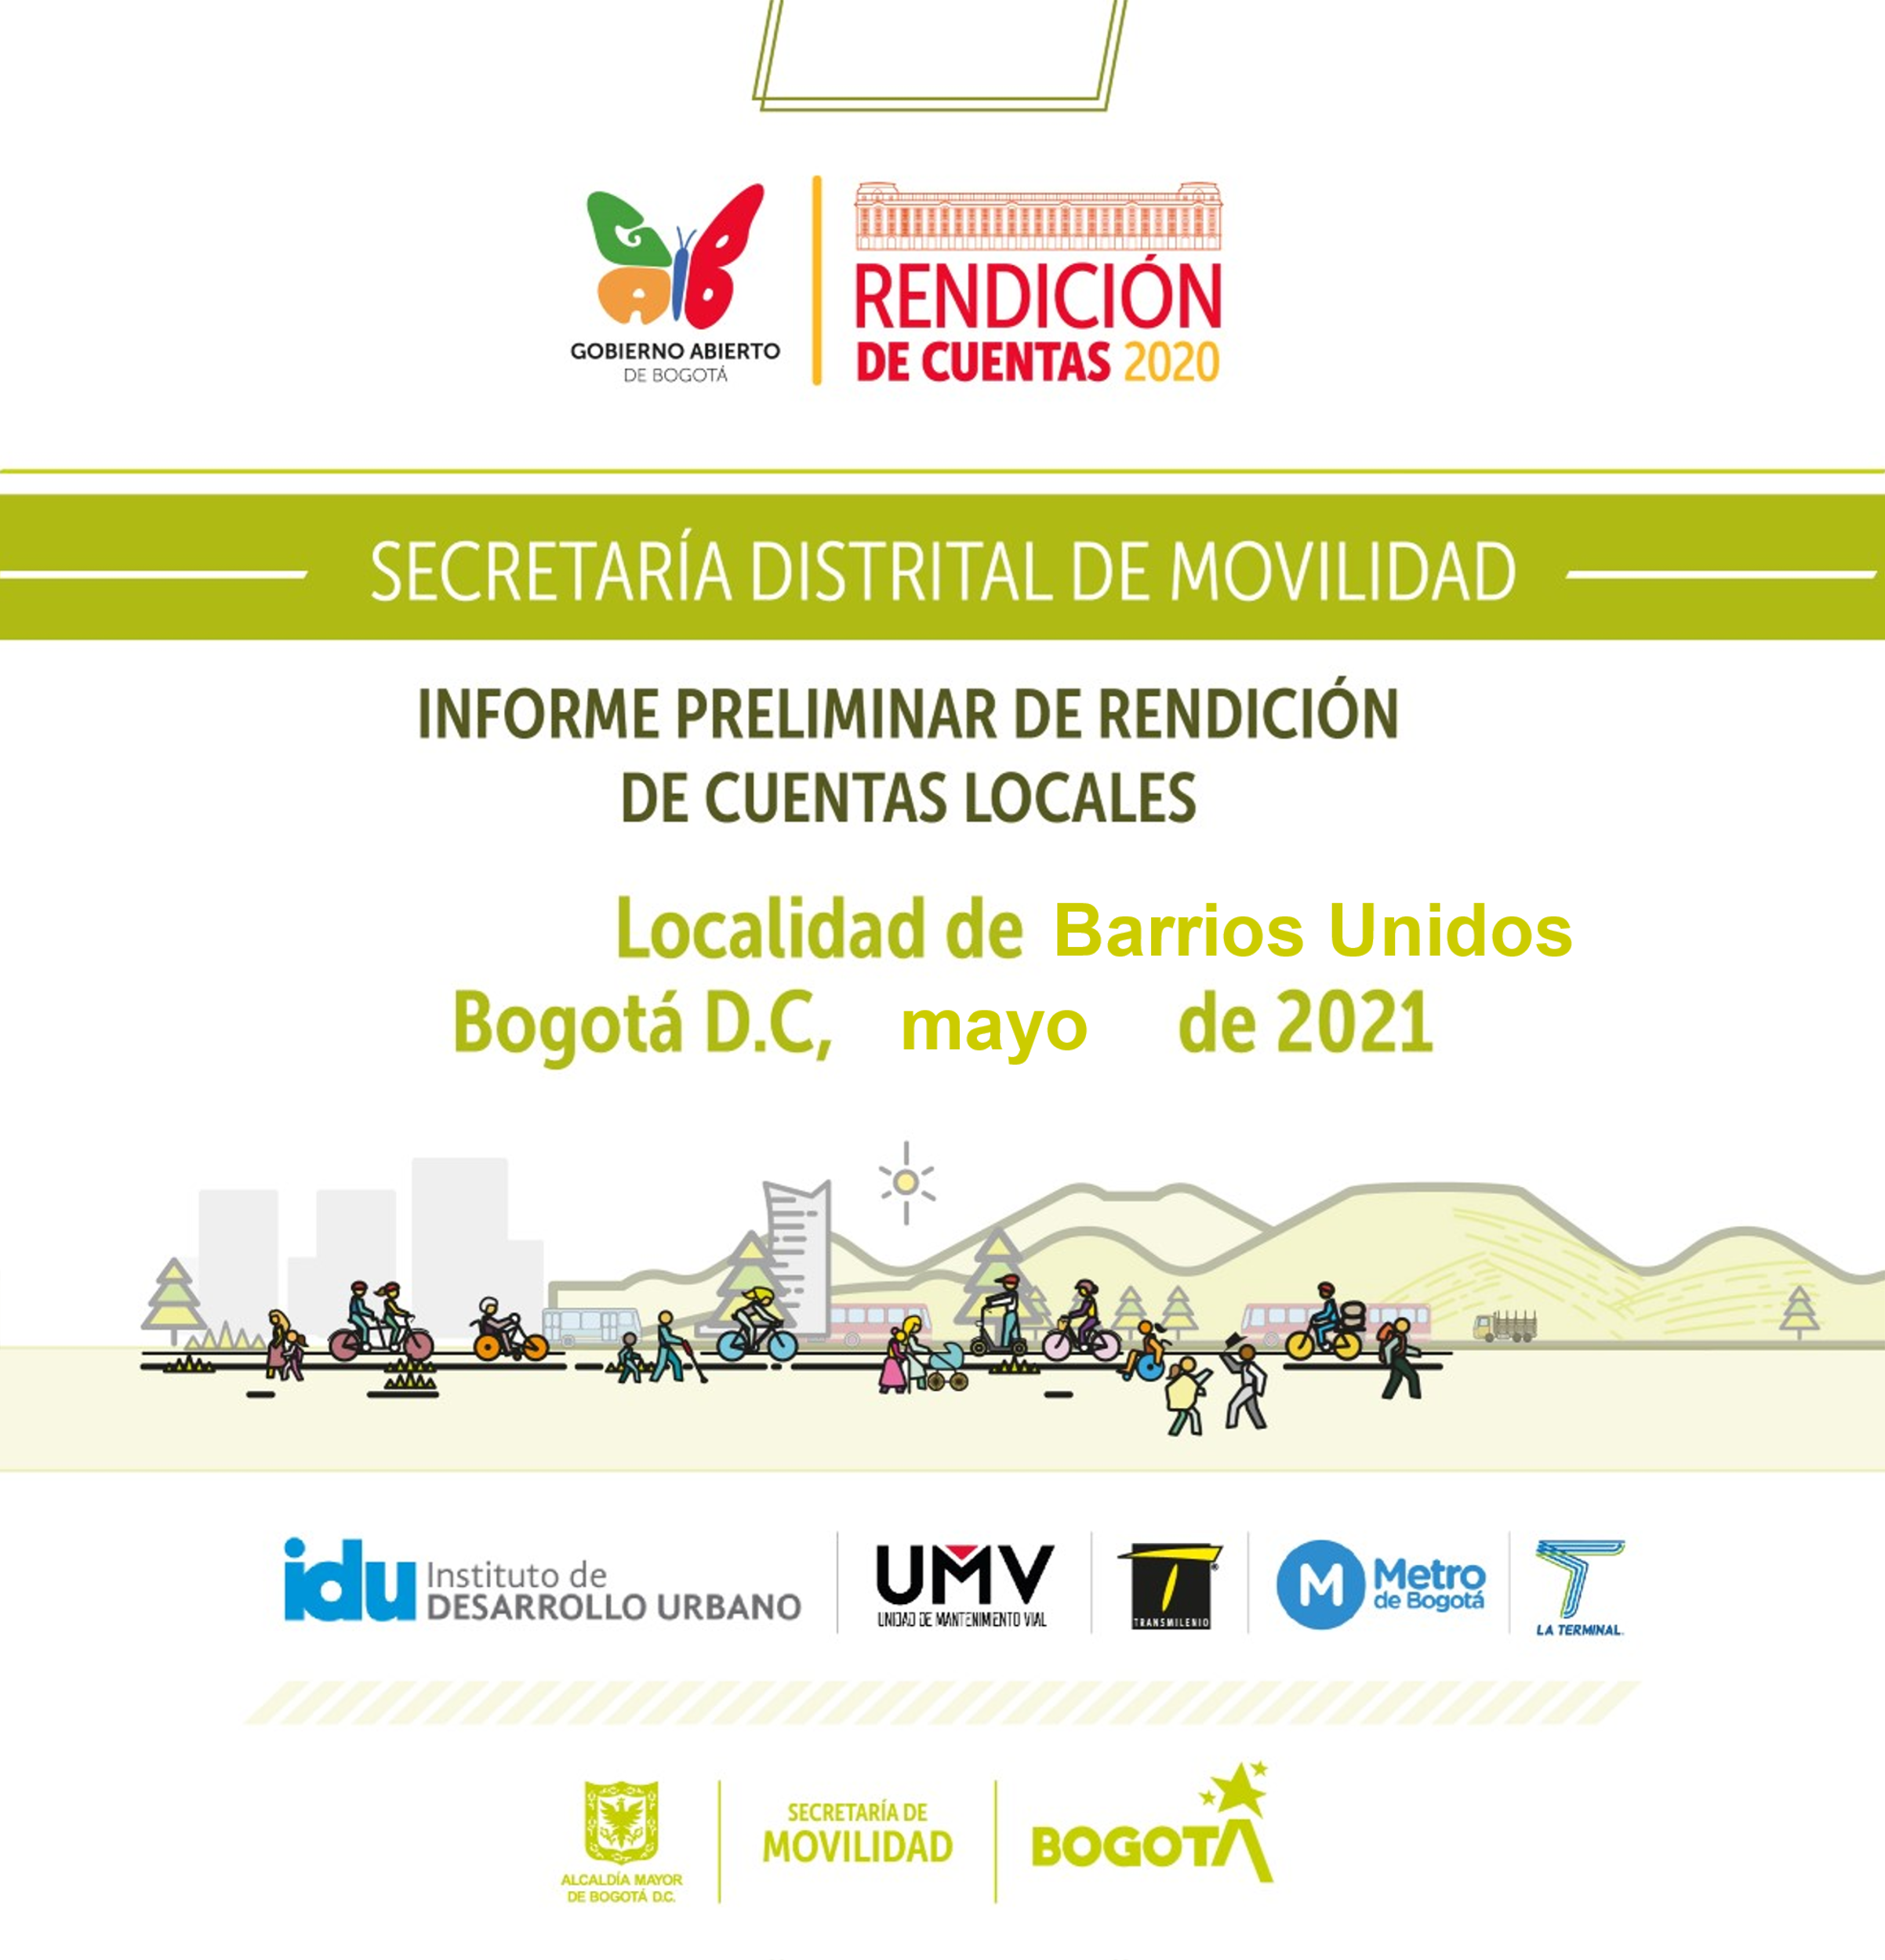 GAB
GOBIERNO ABIERTO
DE BOGOTÁ
RENDICIÓN
DE CUENTAS 2020
SECRETARÍA DISTRITAL DE MOVILIDAD
INFORME PRELIMINAR DE RENDICIÓN
DE CUENTAS LOCALES
Localidad de Barrios Unidos
Bogotá D.C, mayo de 2021
idu Instituto de
DESARROLLO URBANO
UMV
UNIDAD DE MANTENIMIENTO VIAL
TRANSMILENIO
M Metro
de Bogotá
LA TERMINAL
ALCALDÍA MAYOR
DE BOGOTÁ D.C.
SECRETARÍA DE
MOVILIDAD
BOGOTÁ